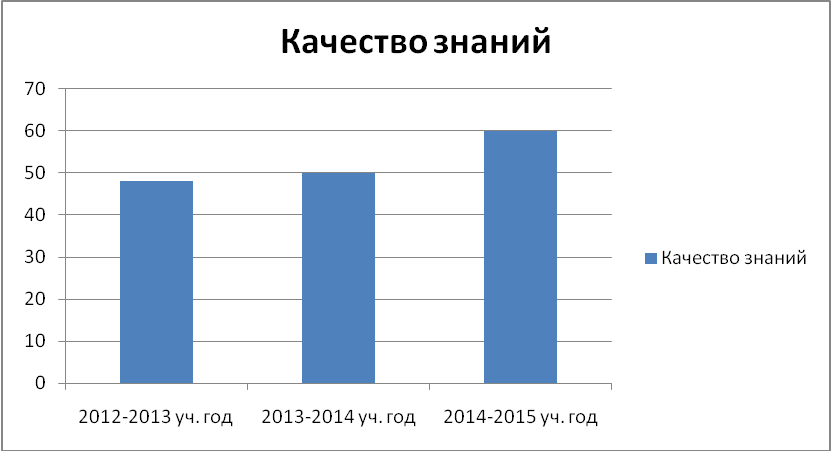 Качество знаний
70
60
50
40
30
20
10
0
Качество знаний
2012-2013 уч. год
2013-2014 уч. год
2014-2015 уч. год